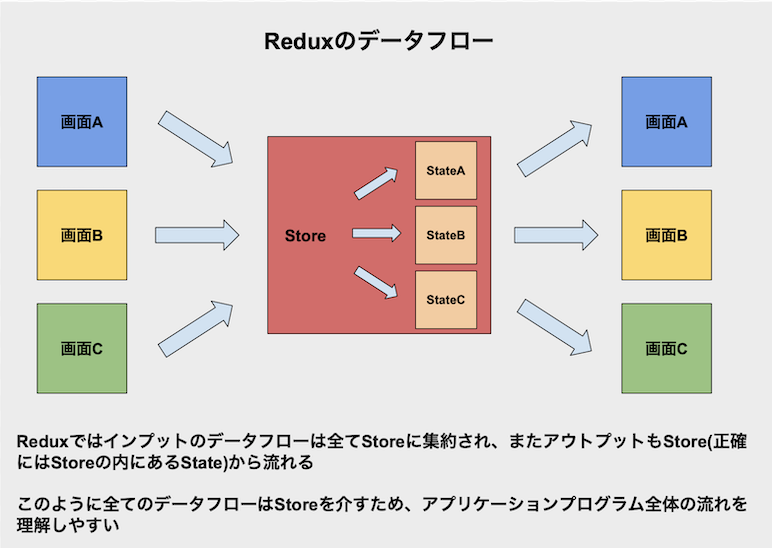 Reduxのデータフロー
画面A
画面B
画面C
Store
StateA
StateB
StateC
画面A
画面B
画面C
Reduxではインプットのデータフローは全てStoreに集約され、またアウトプットもStore(正確
にはStoreの内にあるState)から流れる
このように全てのデータフローはStoreを介すため、アプリケーションプログラム全体の流れを
理解しやすい